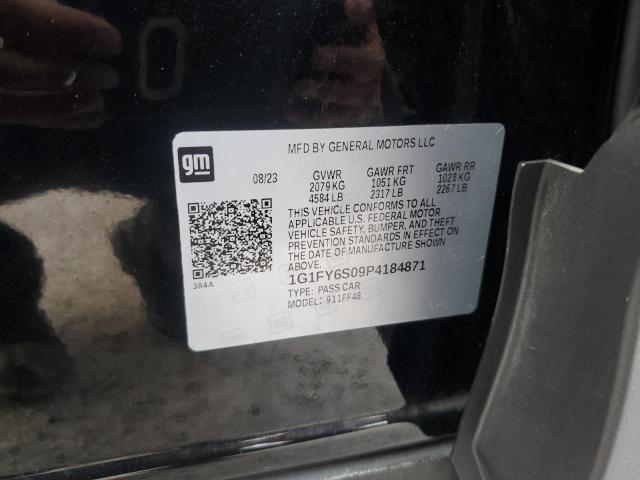 gm
MFD BY GENERAL MOTORS LLC
08/23 GVWR GAWR FRT GAWR RR
2079 KG 1051 KG 1028 KG
4584 LB 2317 LB 2267 LB
THIS VEHICLE CONFORMS TO ALL
APPLICABLE U.S. FEDERAL MOTOR
VEHICLE SAFETY, BUMPER, AND THEFT
PREVENTION STANDARDS IN EFFECT ON
THE DATE OF MANUFACTURE SHOWN
ABOVE.
1G1FY6S09P4184871
TYPE: PASS CAR
MODEL: 911FF48
384A